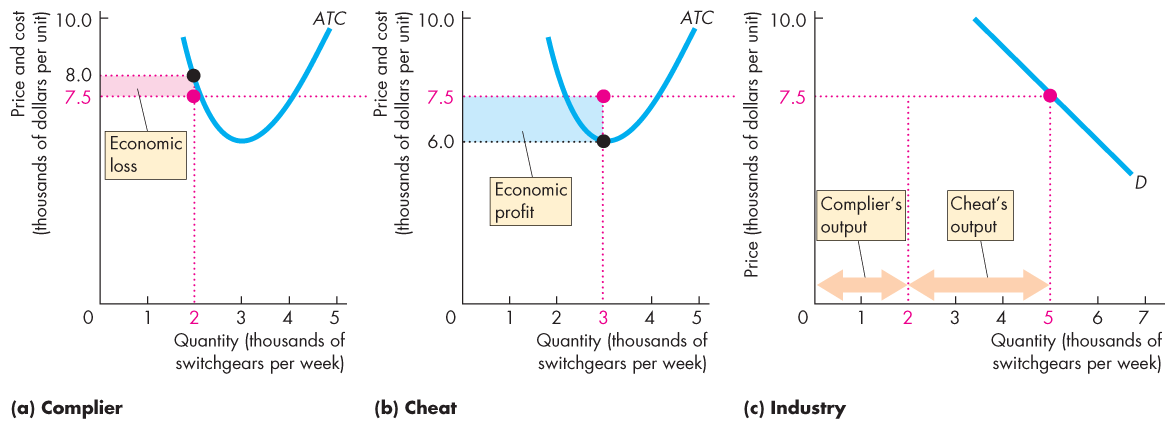 Price and cost
(thousands of dollars per unit)
10.0
8.0
7.5
ATC
Economic
loss
0
1
2
3
4
5
Quantity (thousands of
switchgears per week)
(a) Complier
Price and cost
(thousands of dollars per unit)
10.0
7.5
6.0
ATC
Economic
profit
0
1
2
3
4
5
Quantity (thousands of
switchgears per week)
(b) Cheat
Price (thousands of dollars per unit)
10.0
7.5
D
Complier's
output
Cheat's
output
0
1
2
3
4
5
6
7
Quantity (thousands of
switchgears per week)
(c) Industry